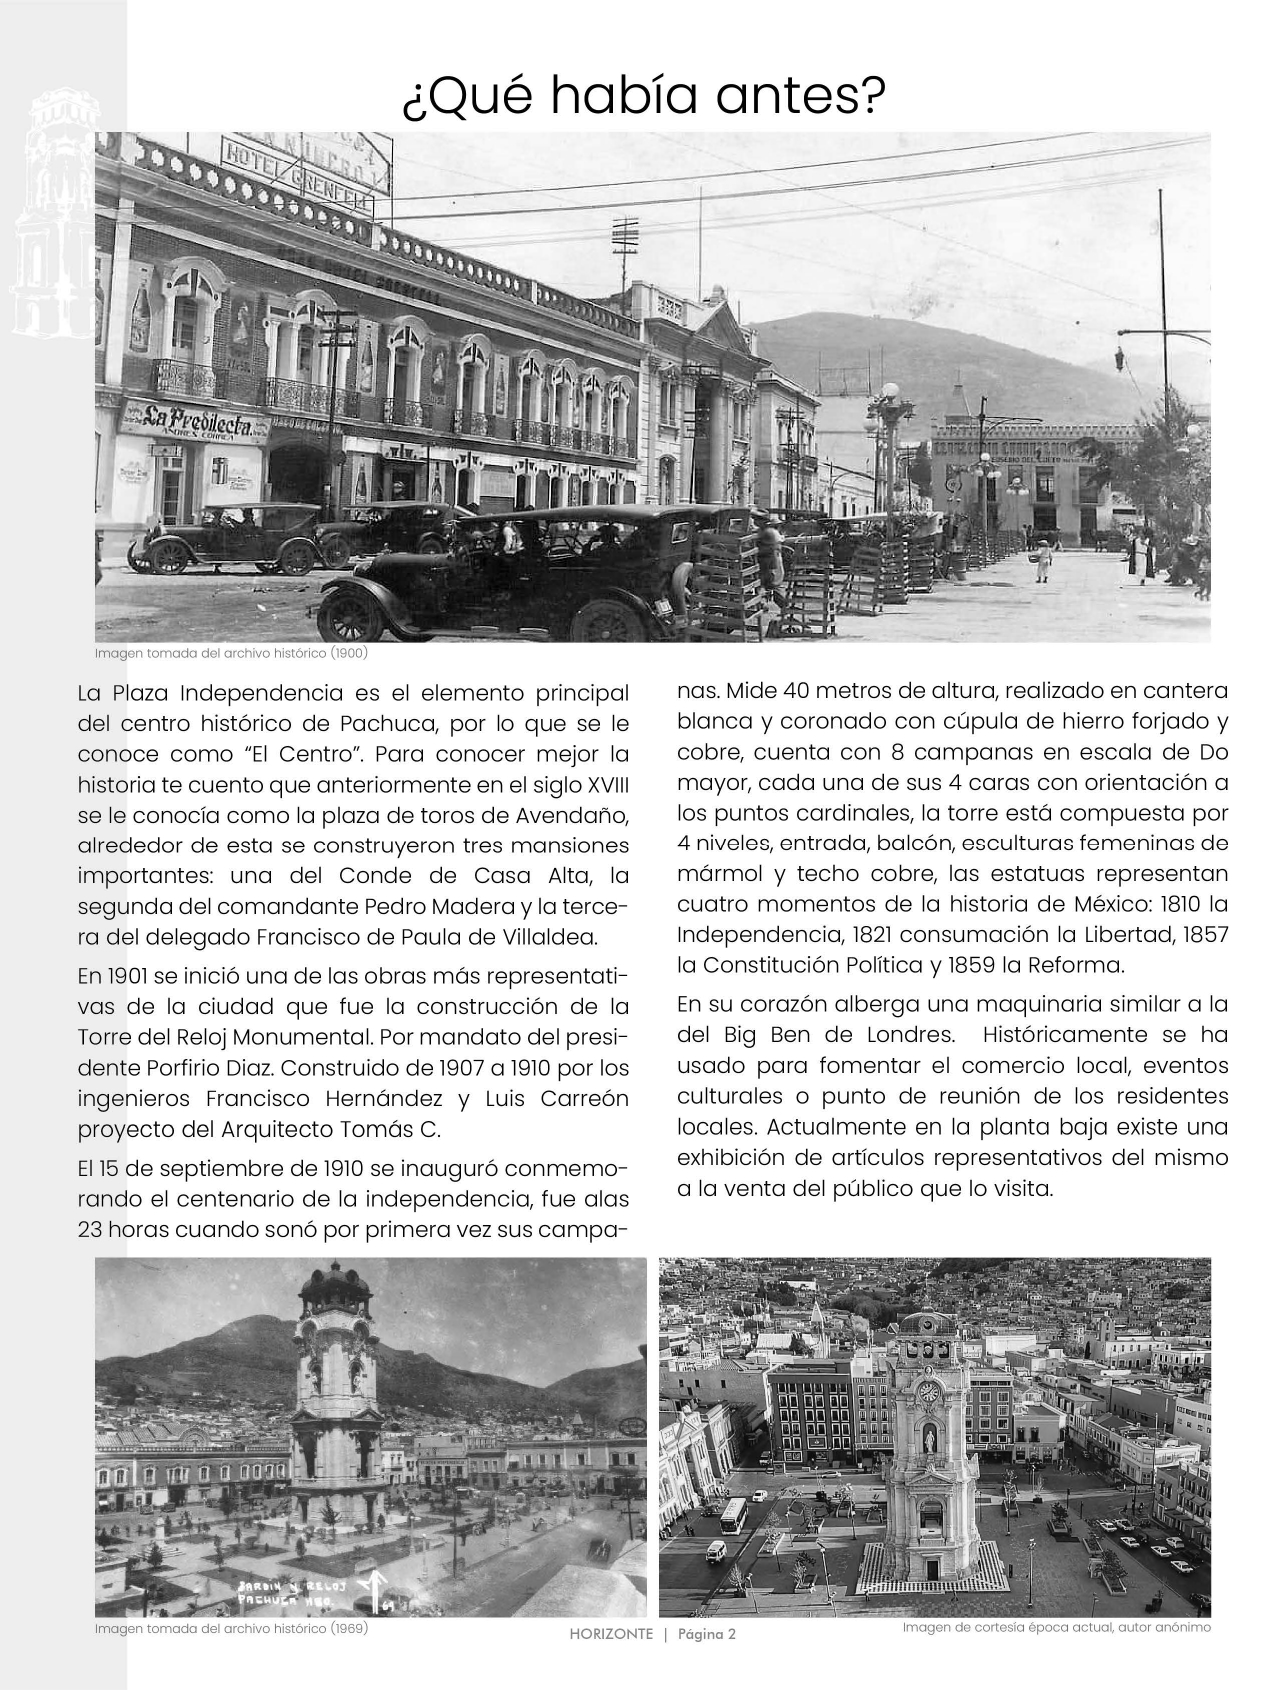 ¿Qué había antes?
HOTEL GRENFELL
La Predilecta.
ANDRES CORREA
Imagen tomada del archivo histórico (1900)
La Plaza Independencia es el elemento principal
del centro histórico de Pachuca, por lo que se le
conoce como “El Centro”. Para conocer mejor la
historia te cuento que anteriormente en el siglo XVIII
se le conocía como la plaza de toros de Avendaño,
alrededor de esta se construyeron tres mansiones
importantes: una del Conde de Casa Alta, la
segunda del comandante Pedro Madera y la terce-
ra del delegado Francisco de Paula de Villaldea.
En 1901 se inició una de las obras más representati-
vas de la ciudad que fue la construcción de la
Torre del Reloj Monumental. Por mandato del presi-
dente Porfirio Diaz. Construido de 1907 a 1910 por los
ingenieros Francisco Hernández y Luis Carreón
proyecto del Arquitecto Tomás C.
El 15 de septiembre de 1910 se inauguró conmemo-
rando el centenario de la independencia, fue alas
23 horas cuando sonó por primera vez sus campa-
nas. Mide 40 metros de altura, realizado en cantera
blanca y coronado con cúpula de hierro forjado y
cobre, cuenta con 8 campanas en escala de Do
mayor, cada una de sus 4 caras con orientación a
los puntos cardinales, la torre está compuesta por
4 niveles, entrada, balcón, esculturas femeninas de
mármol y techo cobre, las estatuas representan
cuatro momentos de la historia de México: 1810 la
Independencia, 1821 consumación la Libertad, 1857
la Constitución Política y 1859 la Reforma.
En su corazón alberga una maquinaria similar a la
del Big Ben de Londres. Históricamente se ha
usado para fomentar el comercio local, eventos
culturales o punto de reunión de los residentes
locales. Actualmente en la planta baja existe una
exhibición de artículos representativos del mismo
a la venta del público que lo visita.
JARDIN Y RELOJ
PACHUCA HGO.
69
Imagen tomada del archivo histórico (1969)
HORIZONTE | Página 2
Imagen de cortesía época actual, autor anónimo